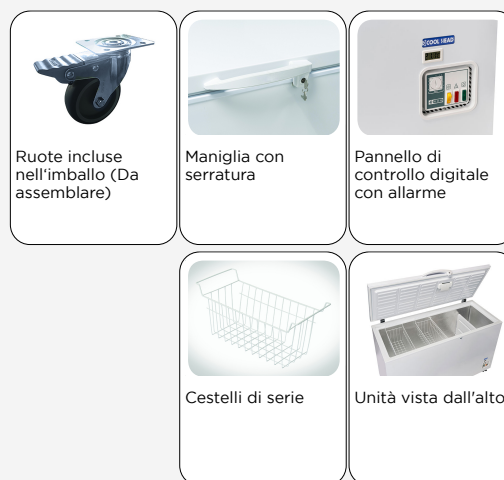 COOL HEAD
Ruote incluse
nell'imballo (Da
assemblare)
Maniglia con
serratura
Pannello di
controllo digitale
con allarme
Cestelli di serie
Unità vista dall'alto